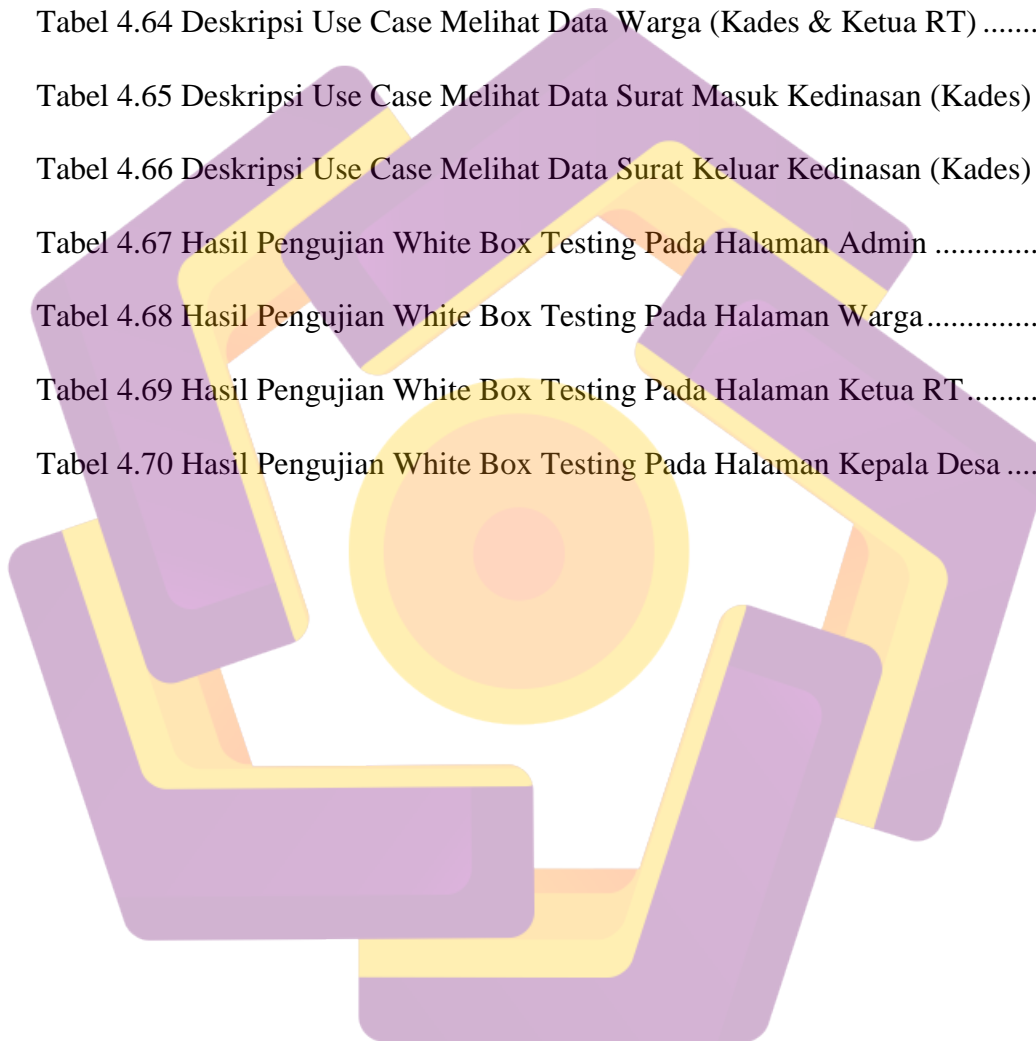 Tabel 4.64 Deskripsi Use Case Melihat Data Warga (Kades & Ketua RT) .......
Tabel 4.65 Deskripsi Use Case Melihat Data Surat Masuk Kedinasan (Kades)
Tabel 4.66 Deskripsi Use Case Melihat Data Surat Keluar Kedinasan (Kades)
Tabel 4.67 Hasil Pengujian White Box Testing Pada Halaman Admin .............
Tabel 4.68 Hasil Pengujian White Box Testing Pada Halaman Warga..............
Tabel 4.69 Hasil Pengujian White Box Testing Pada Halaman Ketua RT.........
Tabel 4.70 Hasil Pengujian White Box Testing Pada Halaman Kepala Desa ....